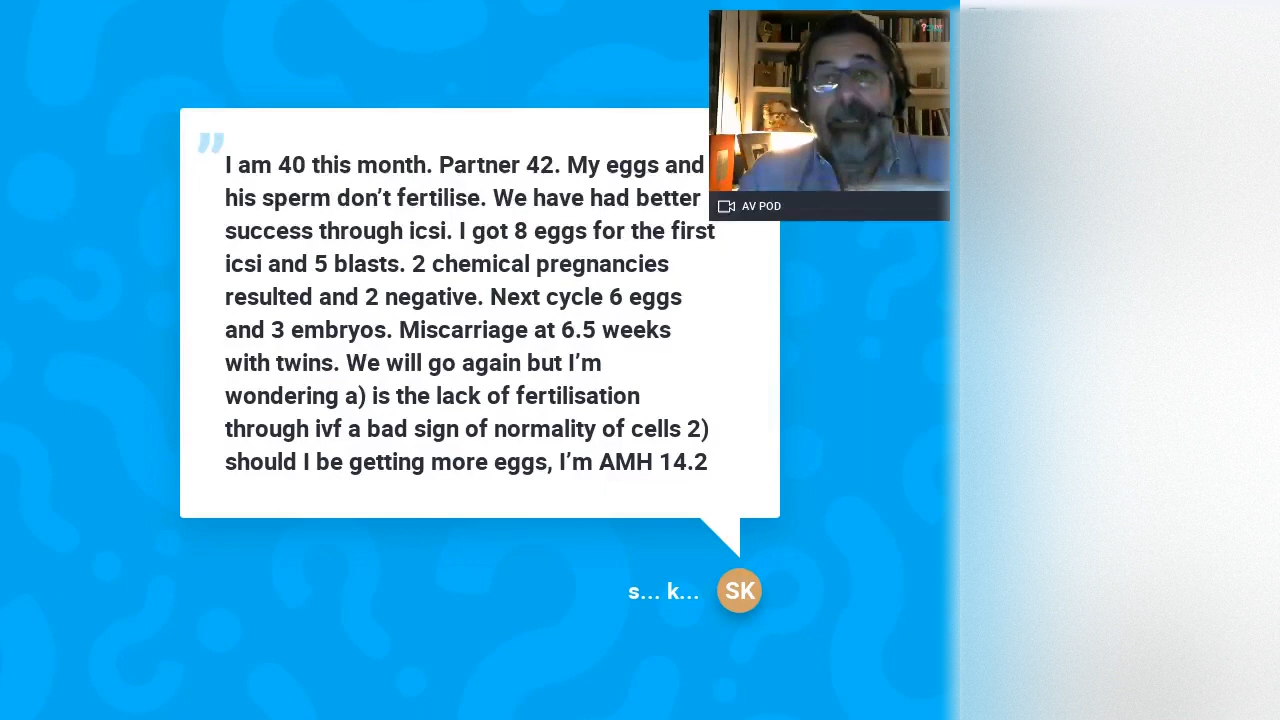 I am 40 this month. Partner 42. My eggs and
his sperm don’t fertilise. We have had better
success through icsi. I got 8 eggs for the first
icsi and 5 blasts. 2 chemical pregnancies
resulted and 2 negative. Next cycle 6 eggs
and 3 embryos. Miscarriage at 6.5 weeks
with twins. We will go again but I’m
wondering a) is the lack of fertilisation
through ivf a bad sign of normality of cells 2)
should I be getting more eggs, I’m AMH 14.2
AV POD
s... k... SK